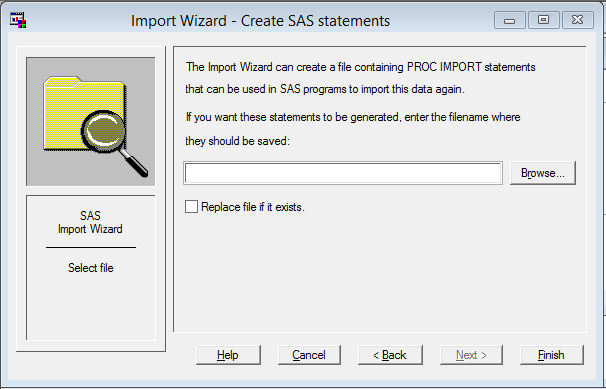 Import Wizard - Create SAS statements
The Import Wizard can create a file containing PROC IMPORT statements
that can be used in SAS programs to import this data again.
If you want these statements to be generated, enter the filename where
they should be saved:
Browse...
Replace file if it exists.
SAS
Import Wizard
Select file
Help
Cancel
< Back
Next >
Finish